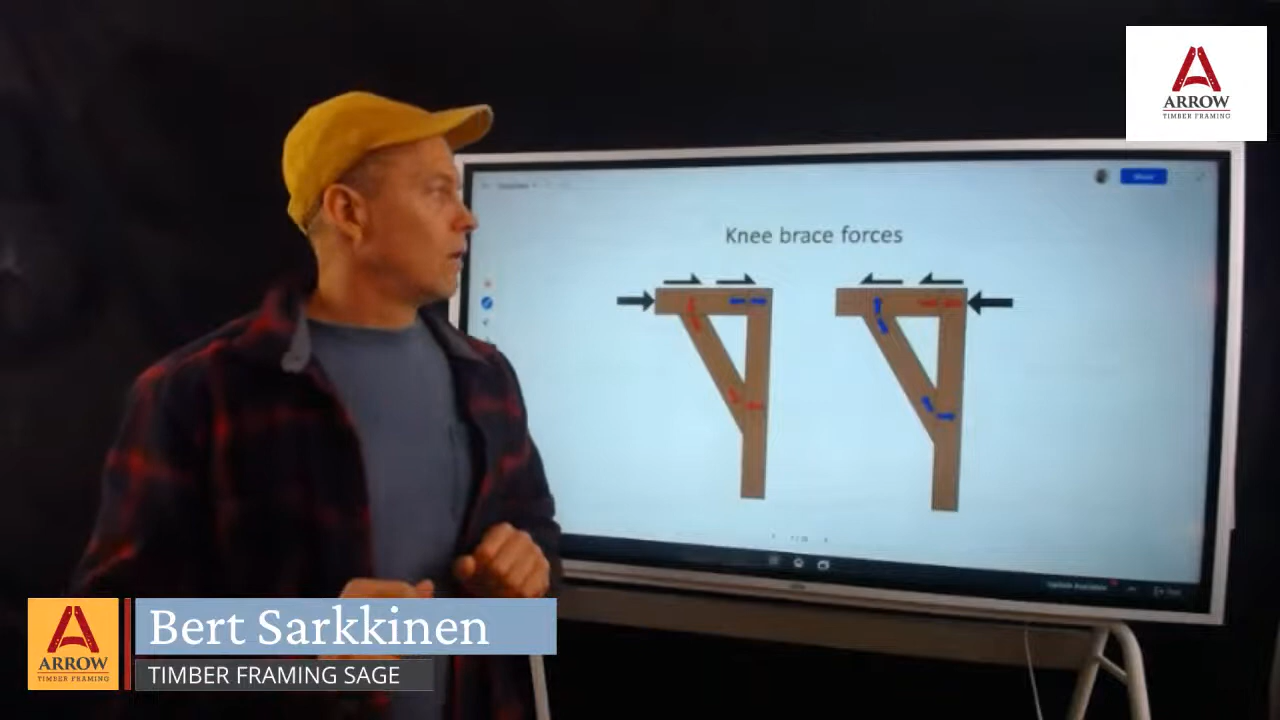 ARROW
TIMBER FRAMING
Knee brace forces
Bert Sarkkinen
TIMBER FRAMING SAGE
ARROW
TIMBER FRAMING